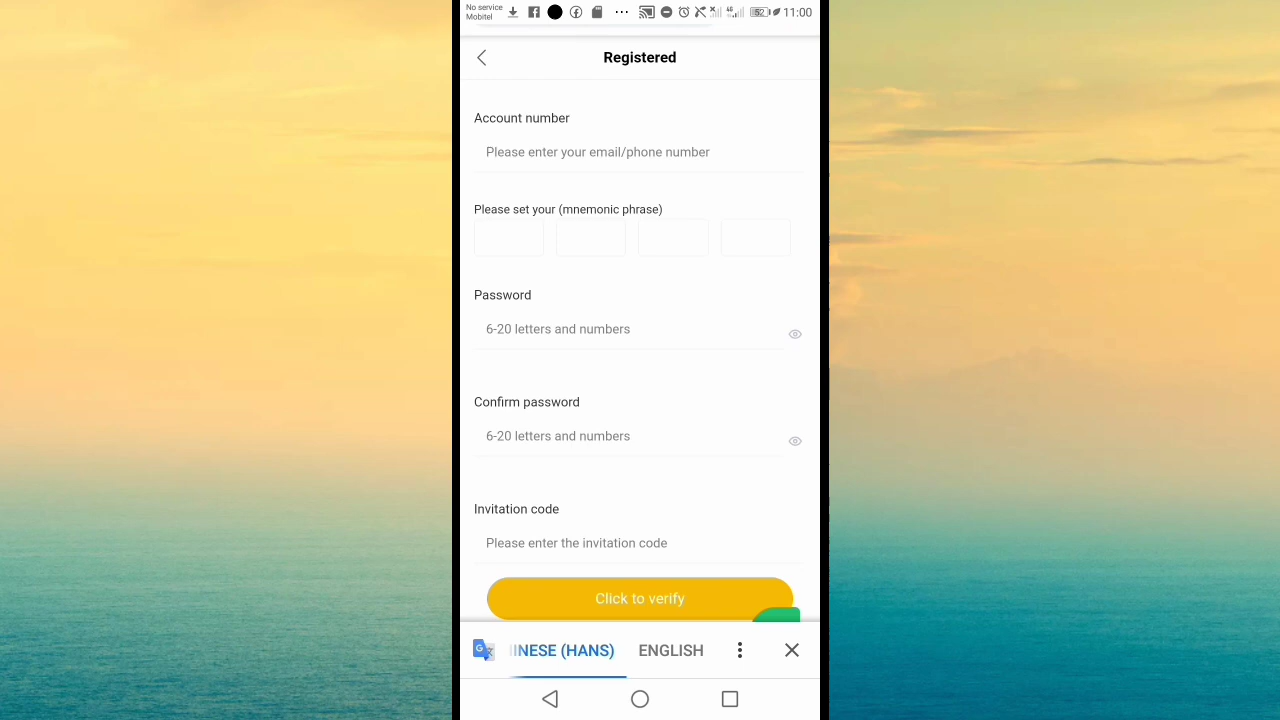 No service
Mobitel
52
11:00
Registered
Account number
Please enter your email/phone number
Please set your (mnemonic phrase)
Password
6-20 letters and numbers
Confirm password
6-20 letters and numbers
Invitation code
Please enter the invitation code
Click to verify
INESE (HANS) ENGLISH